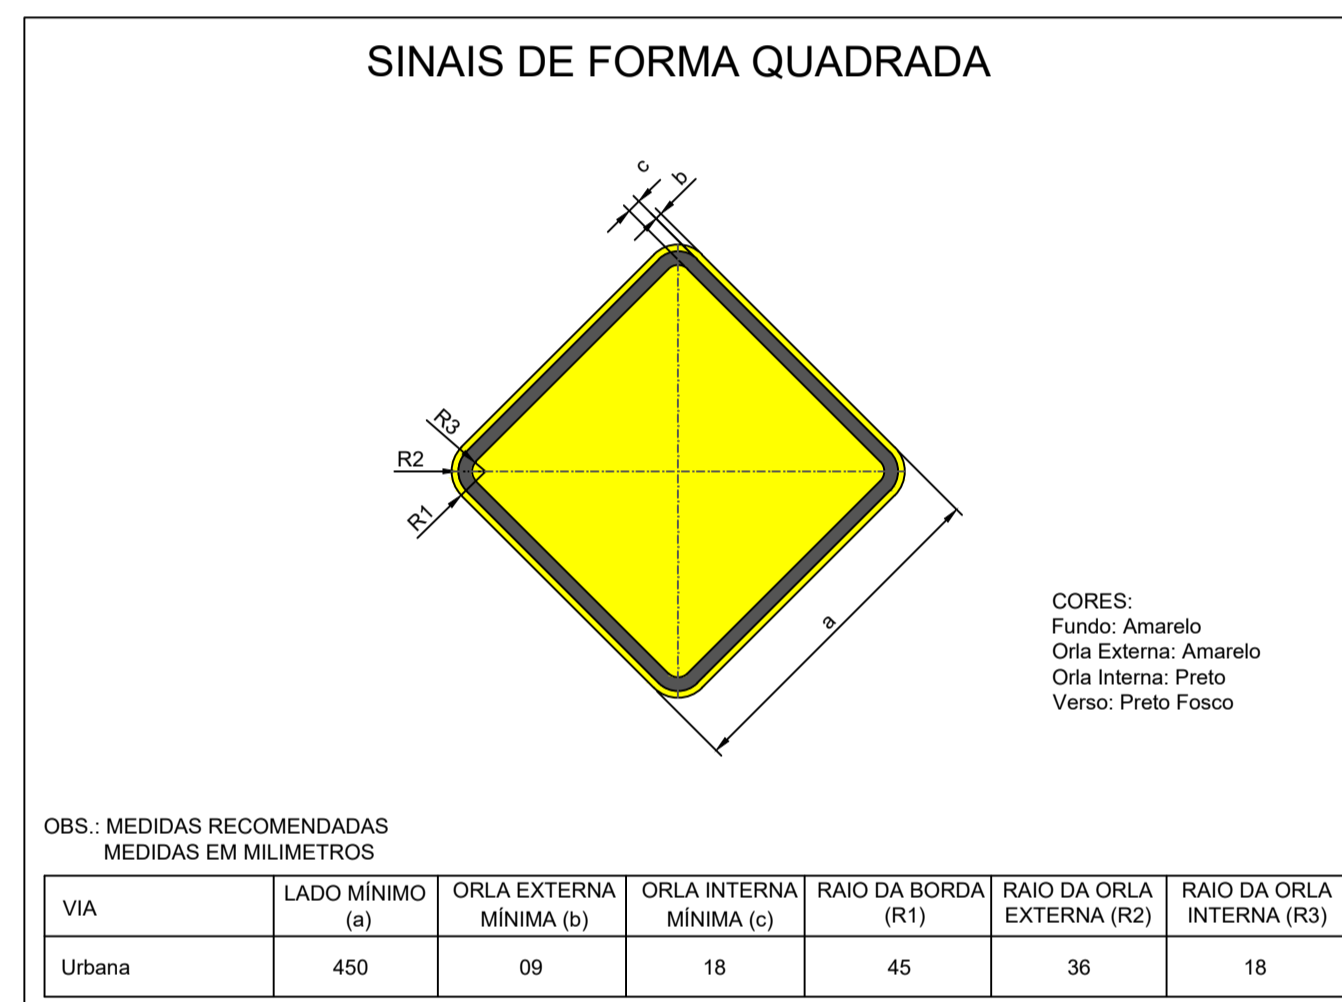 SINAIS DE FORMA QUADRADA
c
b
R3
R2
R1
a
CORES:
Fundo: Amarelo
Orla Externa: Amarelo
Orla Interna: Preto
Verso: Preto Fosco
OBS.: MEDIDAS RECOMENDADAS
MEDIDAS EM MILIMETROS
VIA
LADO MÍNIMO
(a)
ORLA EXTERNA
MÍNIMA (b)
ORLA INTERNA
MÍNIMA (c)
RAIO DA BORDA
(R1)
RAIO DA ORLA
EXTERNA (R2)
RAIO DA ORLA
INTERNA (R3)
Urbana
450
09
18
45
36
18